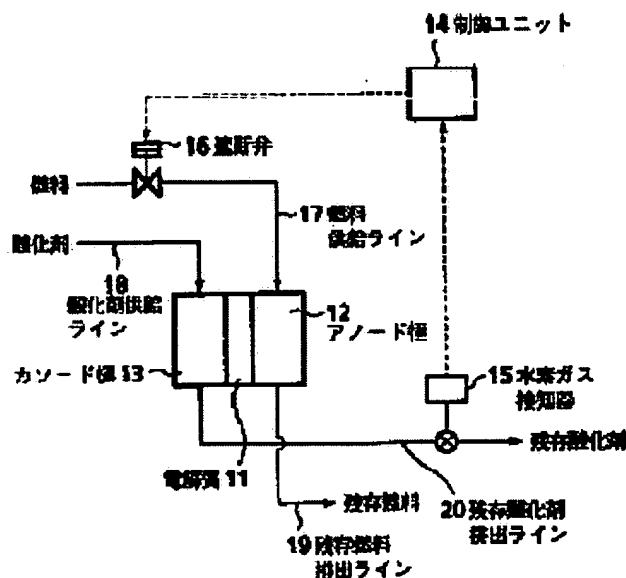 14 制御ユニット
16 遮断弁
燃料
17 燃料
供給ライン
酸化剤
18
酸化剤供給
ライン
12
アノード極
カソード極 13
15 水素ガス
検知器
残存酸化剤
電解質 11
残存燃料
20 残存酸化剤
排出ライン
19 残存燃料
排出ライン